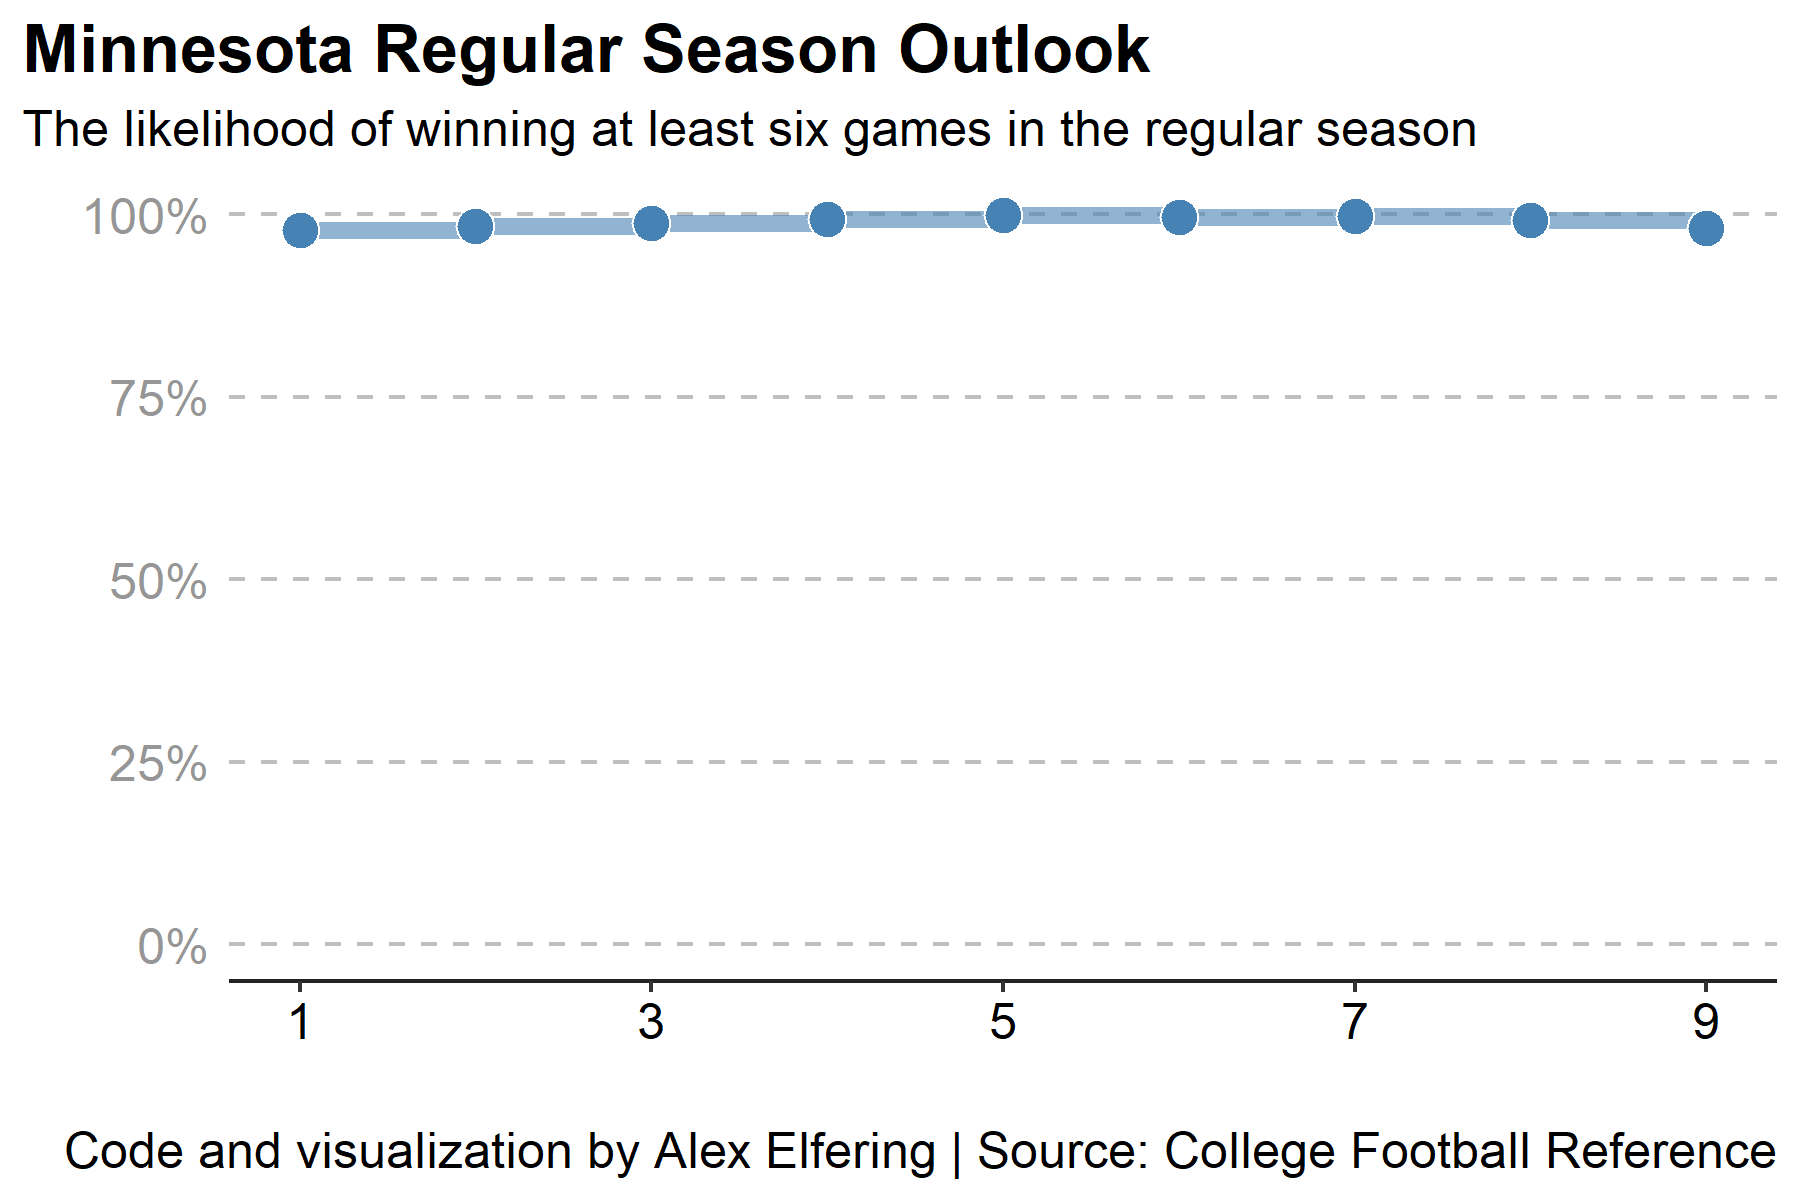 Minnesota Regular Season Outlook
The likelihood of winning at least six games in the regular season
100%
75%
50%
25%
0%
1 3 5 7 9
Code and visualization by Alex Elfering | Source: College Football Reference